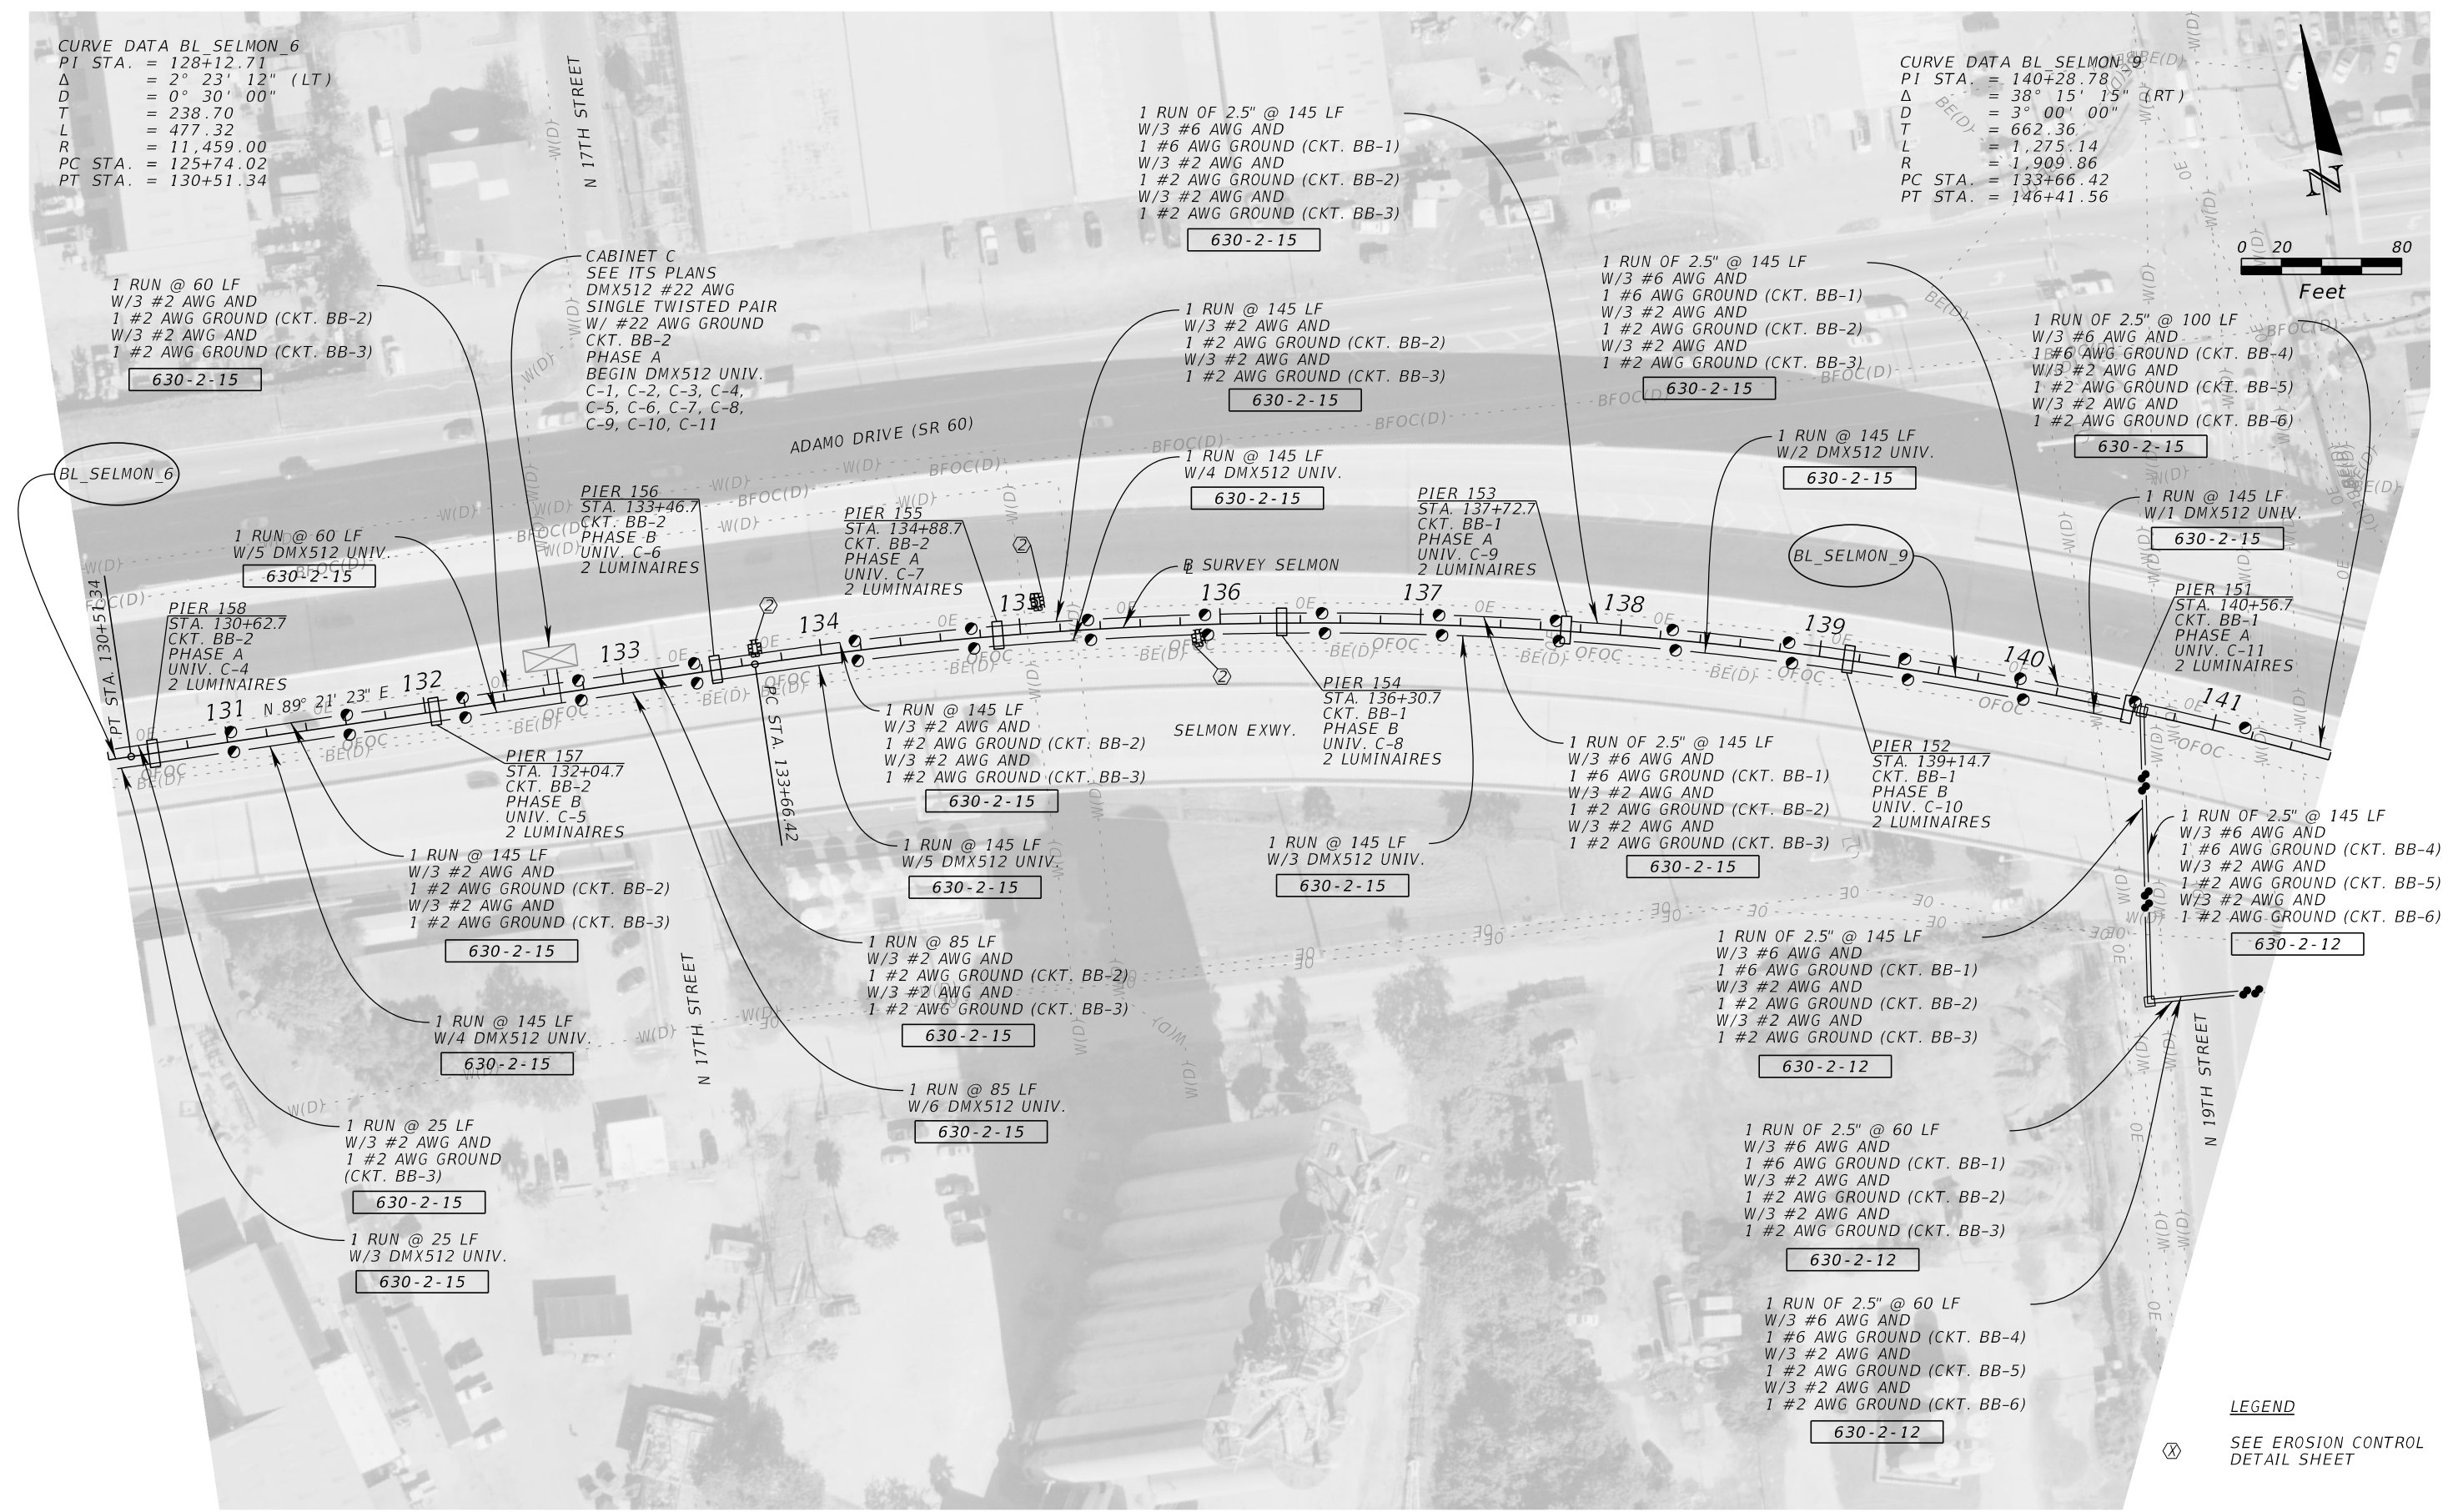 CURVE DATA BL_SELMON_6
PI STA. = 128+12.71
Δ = 2° 23' 12" (LT)
D = 0° 30' 00"
T = 238.70
L = 477.32
R = 11,459.00
PC STA. = 125+74.02
PT STA. = 130+51.34
N 17TH STREET
1 RUN OF 2.5" @ 145 LF
W/3 #6 AWG AND
1 #6 AWG GROUND (CKT. BB-1)
W/3 #2 AWG AND
1 #2 AWG GROUND (CKT. BB-2)
W/3 #2 AWG AND
1 #2 AWG GROUND (CKT. BB-3)
630-2-15
CURVE DATA BL_SELMON_9
PI STA. = 140+28.78
Δ = 38° 15' 15" (RT)
D = 3° 00' 00"
T = 662.36
L = 1,275.14
R = 1,909.86
PC STA. = 133+66.42
PT STA. = 146+41.56
N
0 20 80
Feet
1 RUN @ 60 LF
W/3 #2 AWG AND
1 #2 AWG GROUND (CKT. BB-2)
W/3 #2 AWG AND
1 #2 AWG GROUND (CKT. BB-3)
630-2-15
CABINET C
SEE ITS PLANS
DMX512 #22 AWG
SINGLE TWISTED PAIR
W/ #22 AWG GROUND
CKT. BB-2
PHASE A
BEGIN DMX512 UNIV.
C-1, C-2, C-3, C-4,
C-5, C-6, C-7, C-8,
C-9, C-10, C-11
1 RUN @ 145 LF
W/3 #2 AWG AND
1 #2 AWG GROUND (CKT. BB-2)
W/3 #2 AWG AND
1 #2 AWG GROUND (CKT. BB-3)
630-2-15
1 RUN OF 2.5" @ 145 LF
W/3 #6 AWG AND
1 #6 AWG GROUND (CKT. BB-1)
W/3 #2 AWG AND
1 #2 AWG GROUND (CKT. BB-2)
W/3 #2 AWG AND
1 #2 AWG GROUND (CKT. BB-3)
630-2-15
1 RUN OF 2.5" @ 100 LF
W/3 #6 AWG AND
1 #6 AWG GROUND (CKT. BB-4)
W/3 #2 AWG AND
1 #2 AWG GROUND (CKT. BB-5)
W/3 #2 AWG AND
1 #2 AWG GROUND (CKT. BB-6)
630-2-15
ADAMO DRIVE (SR 60)
BL_SELMON_6
1 RUN @ 60 LF
W/5 DMX512 UNIV.
630-2-15
PIER 156
STA. 133+46.7
CKT. BB-2
PHASE B
UNIV. C-6
2 LUMINAIRES
PIER 155
STA. 134+88.7
CKT. BB-2
PHASE A
UNIV. C-7
2 LUMINAIRES
1 RUN @ 145 LF
W/4 DMX512 UNIV.
630-2-15
PIER 153
STA. 137+72.7
CKT. BB-1
PHASE A
UNIV. C-9
2 LUMINAIRES
1 RUN @ 145 LF
W/2 DMX512 UNIV.
630-2-15
BL_SELMON_9
1 RUN @ 145 LF
W/1 DMX512 UNIV.
630-2-15
PIER 151
STA. 140+56.7
CKT. BB-1
PHASE A
UNIV. C-11
2 LUMINAIRES
PT STA. 130+51.34
PIER 158
STA. 130+62.7
CKT. BB-2
PHASE A
UNIV. C-4
2 LUMINAIRES
N 89° 21' 23" E
BL SURVEY SELMON
2
2
2
131
132
133
134
135
136
137
138
139
140
141
SELMON EXWY.
PC STA. 133+66.42
PIER 157
STA. 132+04.7
CKT. BB-2
PHASE B
UNIV. C-5
2 LUMINAIRES
1 RUN @ 145 LF
W/3 #2 AWG AND
1 #2 AWG GROUND (CKT. BB-2)
W/3 #2 AWG AND
1 #2 AWG GROUND (CKT. BB-3)
630-2-15
PIER 154
STA. 136+30.7
CKT. BB-1
PHASE B
UNIV. C-8
2 LUMINAIRES
1 RUN OF 2.5" @ 145 LF
W/3 #6 AWG AND
1 #6 AWG GROUND (CKT. BB-1)
W/3 #2 AWG AND
1 #2 AWG GROUND (CKT. BB-2)
W/3 #2 AWG AND
1 #2 AWG GROUND (CKT. BB-3)
630-2-15
PIER 152
STA. 139+14.7
CKT. BB-1
PHASE B
UNIV. C-10
2 LUMINAIRES
1 RUN OF 2.5" @ 145 LF
W/3 #6 AWG AND
1 #6 AWG GROUND (CKT. BB-4)
W/3 #2 AWG AND
1 #2 AWG GROUND (CKT. BB-5)
W/3 #2 AWG AND
1 #2 AWG GROUND (CKT. BB-6)
630-2-12
1 RUN @ 145 LF
W/3 #2 AWG AND
1 #2 AWG GROUND (CKT. BB-2)
W/3 #2 AWG AND
1 #2 AWG GROUND (CKT. BB-3)
630-2-15
1 RUN @ 145 LF
W/5 DMX512 UNIV.
630-2-15
1 RUN @ 145 LF
W/3 DMX512 UNIV.
630-2-15
1 RUN @ 85 LF
W/3 #2 AWG AND
1 #2 AWG GROUND (CKT. BB-2)
W/3 #2 AWG AND
1 #2 AWG GROUND (CKT. BB-3)
630-2-15
1 RUN OF 2.5" @ 145 LF
W/3 #6 AWG AND
1 #6 AWG GROUND (CKT. BB-1)
W/3 #2 AWG AND
1 #2 AWG GROUND (CKT. BB-2)
W/3 #2 AWG AND
1 #2 AWG GROUND (CKT. BB-3)
630-2-12
N 17TH STREET
1 RUN @ 145 LF
W/4 DMX512 UNIV.
630-2-15
1 RUN @ 85 LF
W/6 DMX512 UNIV.
630-2-15
N 19TH STREET
1 RUN @ 25 LF
W/3 #2 AWG AND
1 #2 AWG GROUND
(CKT. BB-3)
630-2-15
1 RUN OF 2.5" @ 60 LF
W/3 #6 AWG AND
1 #6 AWG GROUND (CKT. BB-1)
W/3 #2 AWG AND
1 #2 AWG GROUND (CKT. BB-2)
W/3 #2 AWG AND
1 #2 AWG GROUND (CKT. BB-3)
630-2-12
1 RUN @ 25 LF
W/3 DMX512 UNIV.
630-2-15
1 RUN OF 2.5" @ 60 LF
W/3 #6 AWG AND
1 #6 AWG GROUND (CKT. BB-4)
W/3 #2 AWG AND
1 #2 AWG GROUND (CKT. BB-5)
W/3 #2 AWG AND
1 #2 AWG GROUND (CKT. BB-6)
630-2-12
LEGEND
X SEE EROSION CONTROL
DETAIL SHEET